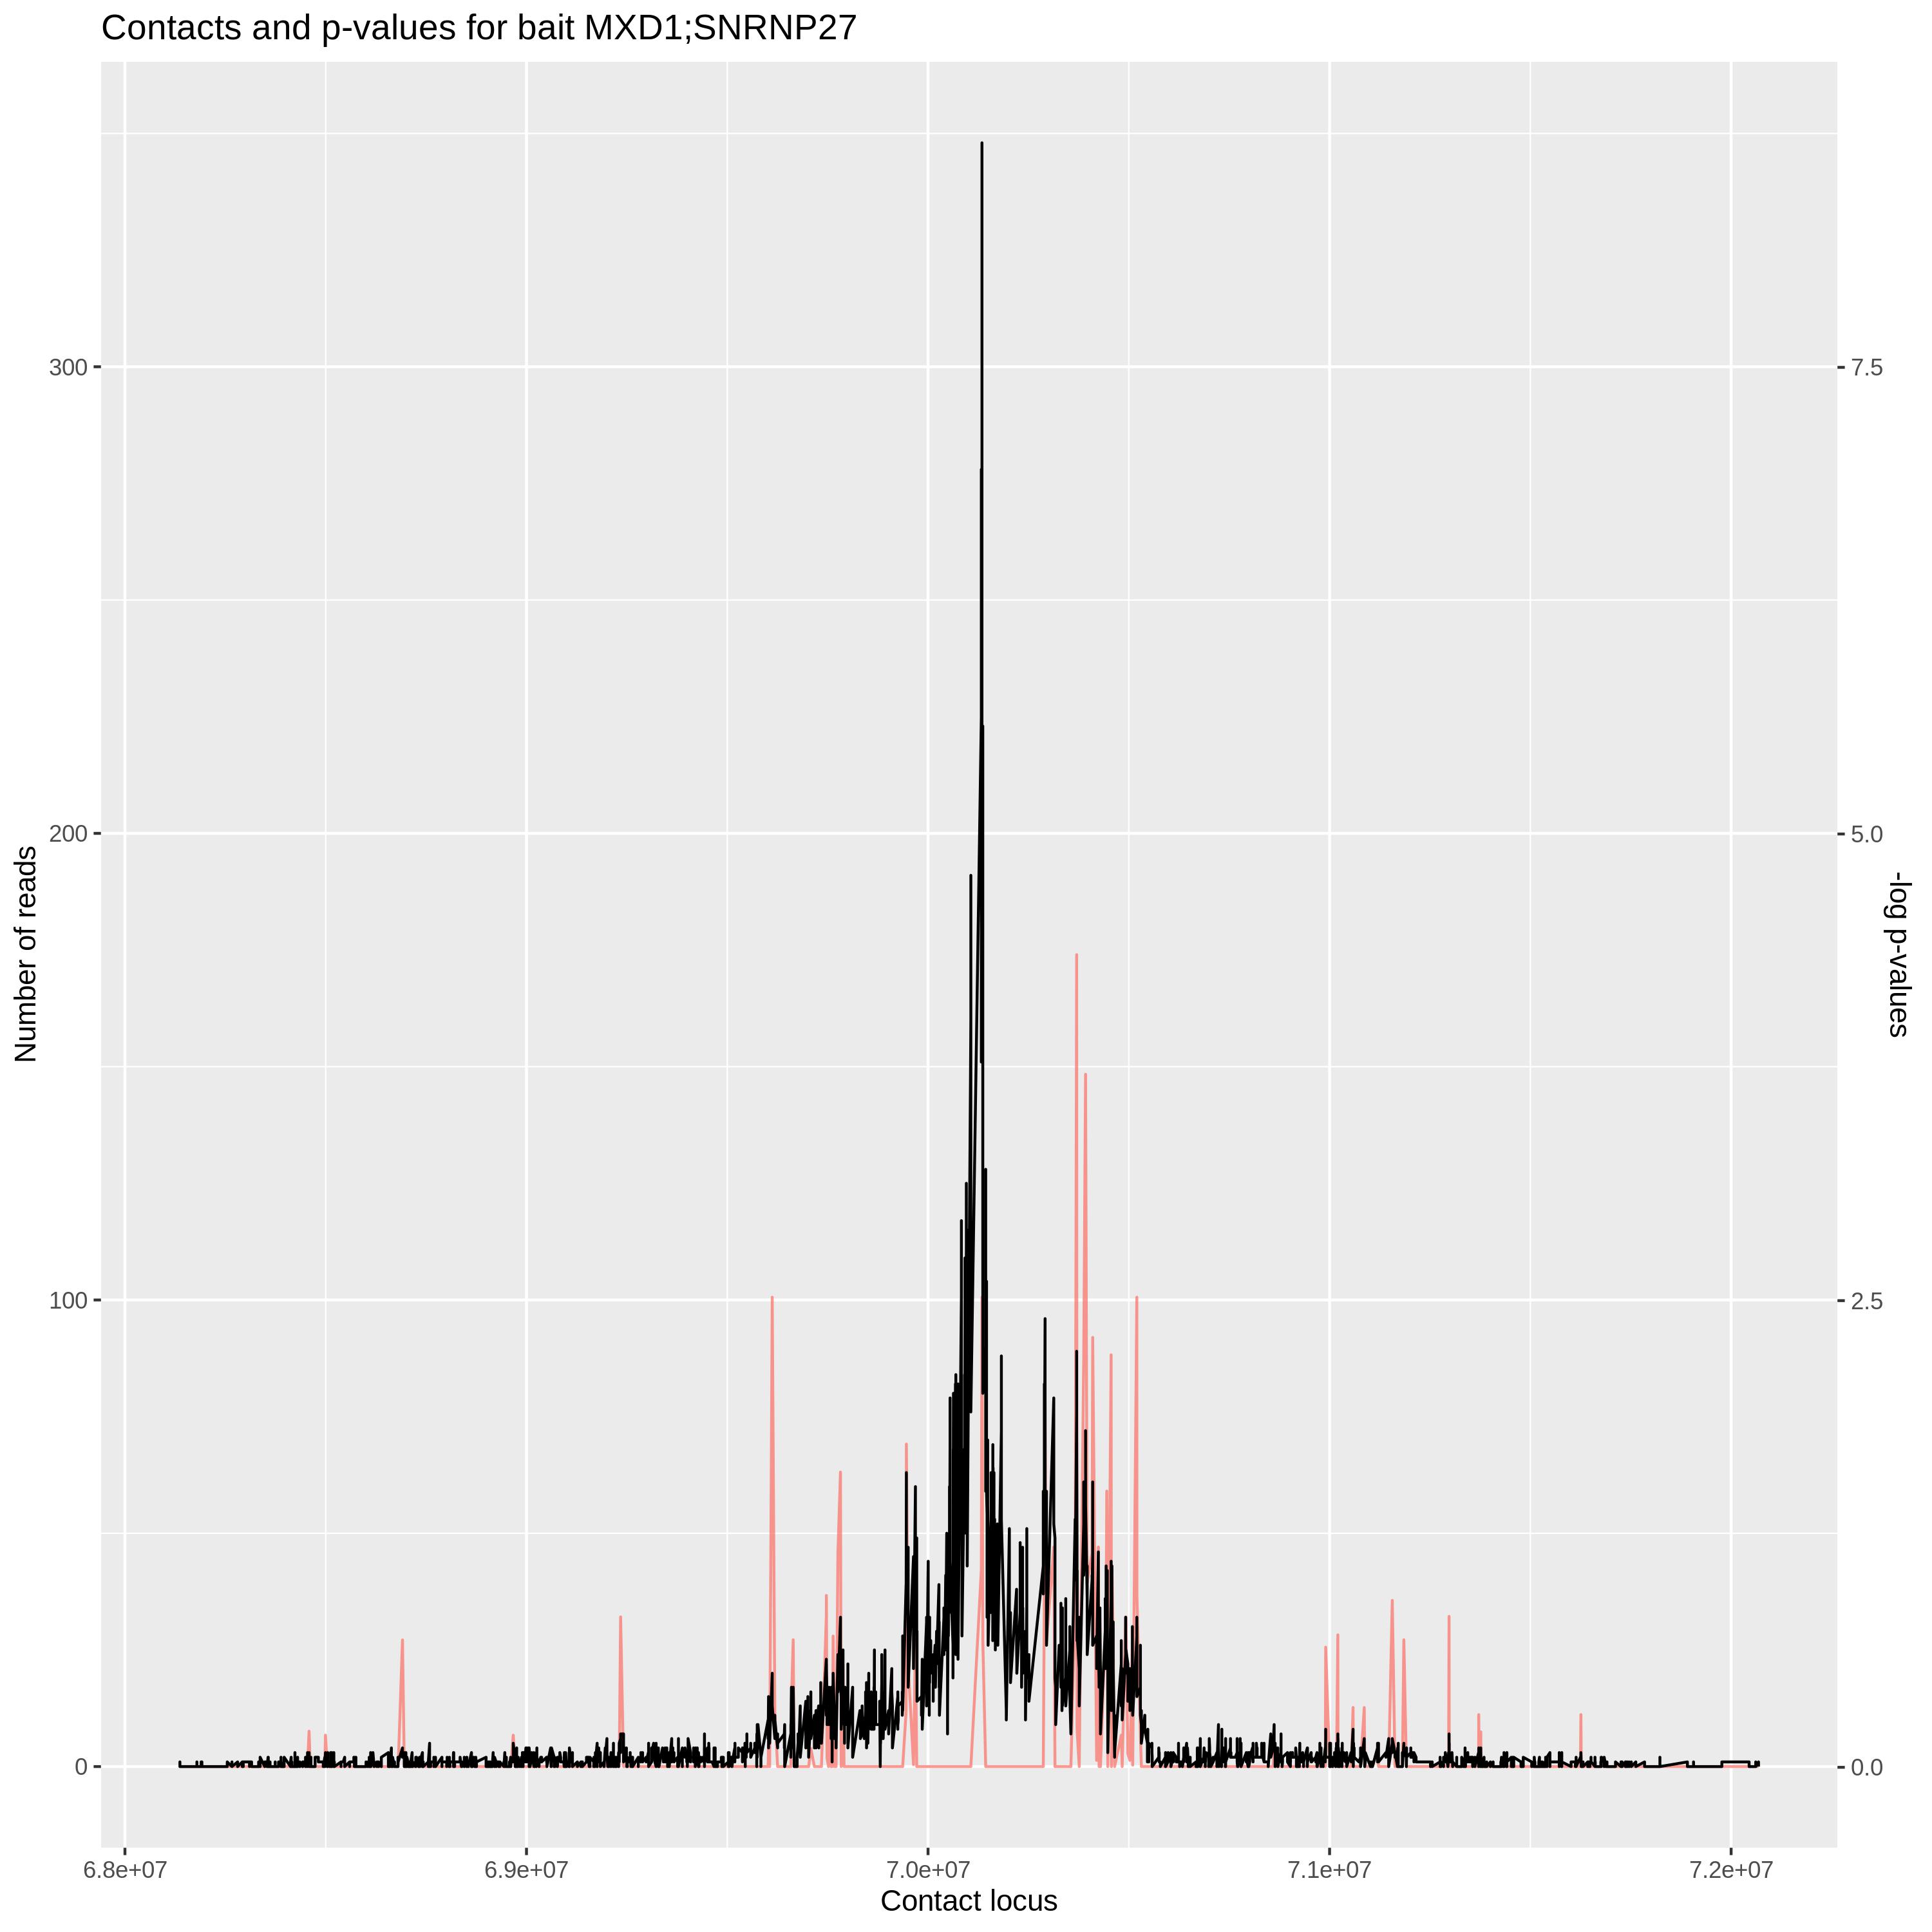 Contacts and p-values for bait MXD1;SNRNP27
300
200
100
0
Number of reads
7.5
5.0
2.5
0.0
-log p-values
6.8e+07 6.9e+07 7.0e+07 7.1e+07 7.2e+07
Contact locus